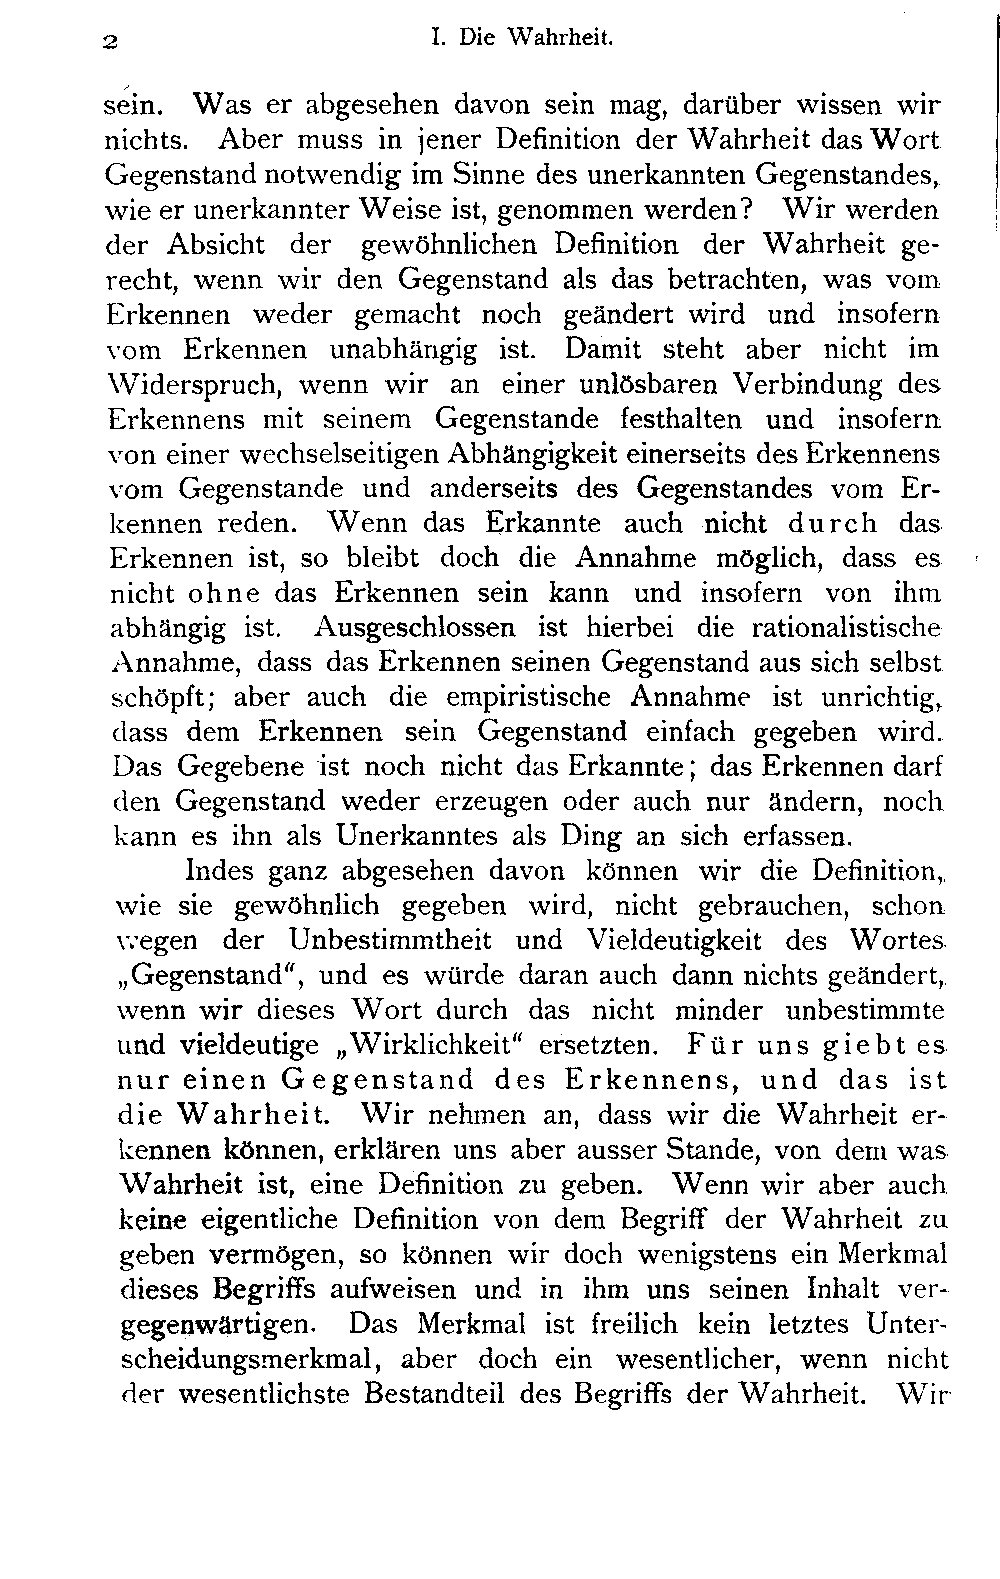 2 I. Die Wahrheit.
sein. Was er abgesehen davon sein mag, darüber wissen wir
nichts. Aber muss in jener Definition der Wahrheit das Wort
Gegenstand notwendig im Sinne des unerkannten Gegenstandes,
wie er unerkannter Weise ist, genommen werden? Wir werden
der Absicht der gewöhnlichen Definition der Wahrheit ge-
recht, wenn wir den Gegenstand als das betrachten, was vom
Erkennen weder gemacht noch geändert wird und insofern
vom Erkennen unabhängig ist. Damit steht aber nicht im
Widerspruch, wenn wir an einer unlösbaren Verbindung des
Erkennens mit seinem Gegenstande festhalten und insofern
von einer wechselseitigen Abhängigkeit einerseits des Erkennens
vom Gegenstande und anderseits des Gegenstandes vom Er-
kennen reden. Wenn das Erkannte auch nicht durch das
Erkennen ist, so bleibt doch die Annahme möglich, dass es
nicht ohne das Erkennen sein kann und insofern von ihm
abhängig ist. Ausgeschlossen ist hierbei die rationalistische
Annahme, dass das Erkennen seinen Gegenstand aus sich selbst
schöpft; aber auch die empiristische Annahme ist unrichtig,
dass dem Erkennen sein Gegenstand einfach gegeben wird.
Das Gegebene ist noch nicht das Erkannte; das Erkennen darf
den Gegenstand weder erzeugen oder auch nur ändern, noch
kann es ihn als Unerkanntes als Ding an sich erfassen.
Indes ganz abgesehen davon können wir die Definition,
wie sie gewöhnlich gegeben wird, nicht gebrauchen, schon
wegen der Unbestimmtheit und Vieldeutigkeit des Wortes
„Gegenstand“, und es würde daran auch dann nichts geändert,
wenn wir dieses Wort durch das nicht minder unbestimmte
und vieldeutige „Wirklichkeit“ ersetzten. Für uns giebt es
nur einen Gegenstand des Erkennens, und das ist
die Wahrheit. Wir nehmen an, dass wir die Wahrheit er-
kennen können, erklären uns aber ausser Stande, von dem was
Wahrheit ist, eine Definition zu geben. Wenn wir aber auch
keine eigentliche Definition von dem Begriff der Wahrheit zu
geben vermögen, so können wir doch wenigstens ein Merkmal
dieses Begriffs aufweisen und in ihm uns seinen Inhalt ver-
gegenwärtigen. Das Merkmal ist freilich kein letztes Unter-
scheidungsmerkmal, aber doch ein wesentlicher, wenn nicht
der wesentlichste Bestandteil des Begriffs der Wahrheit. Wir